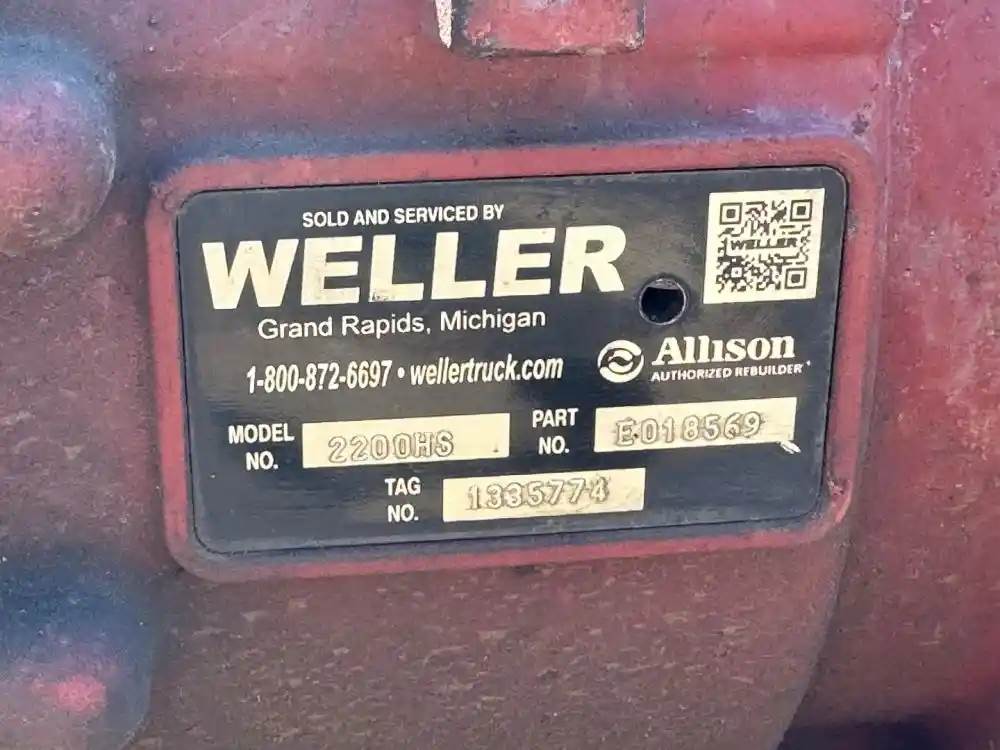 SOLD AND SERVICED BY
WELLER
Grand Rapids, Michigan
1-800-872-6697 • wellertruck.com
WELLER
Allison
AUTHORIZED REBUILDER
MODEL NO. 2200HS
PART NO. E018569
TAG NO. 1335774